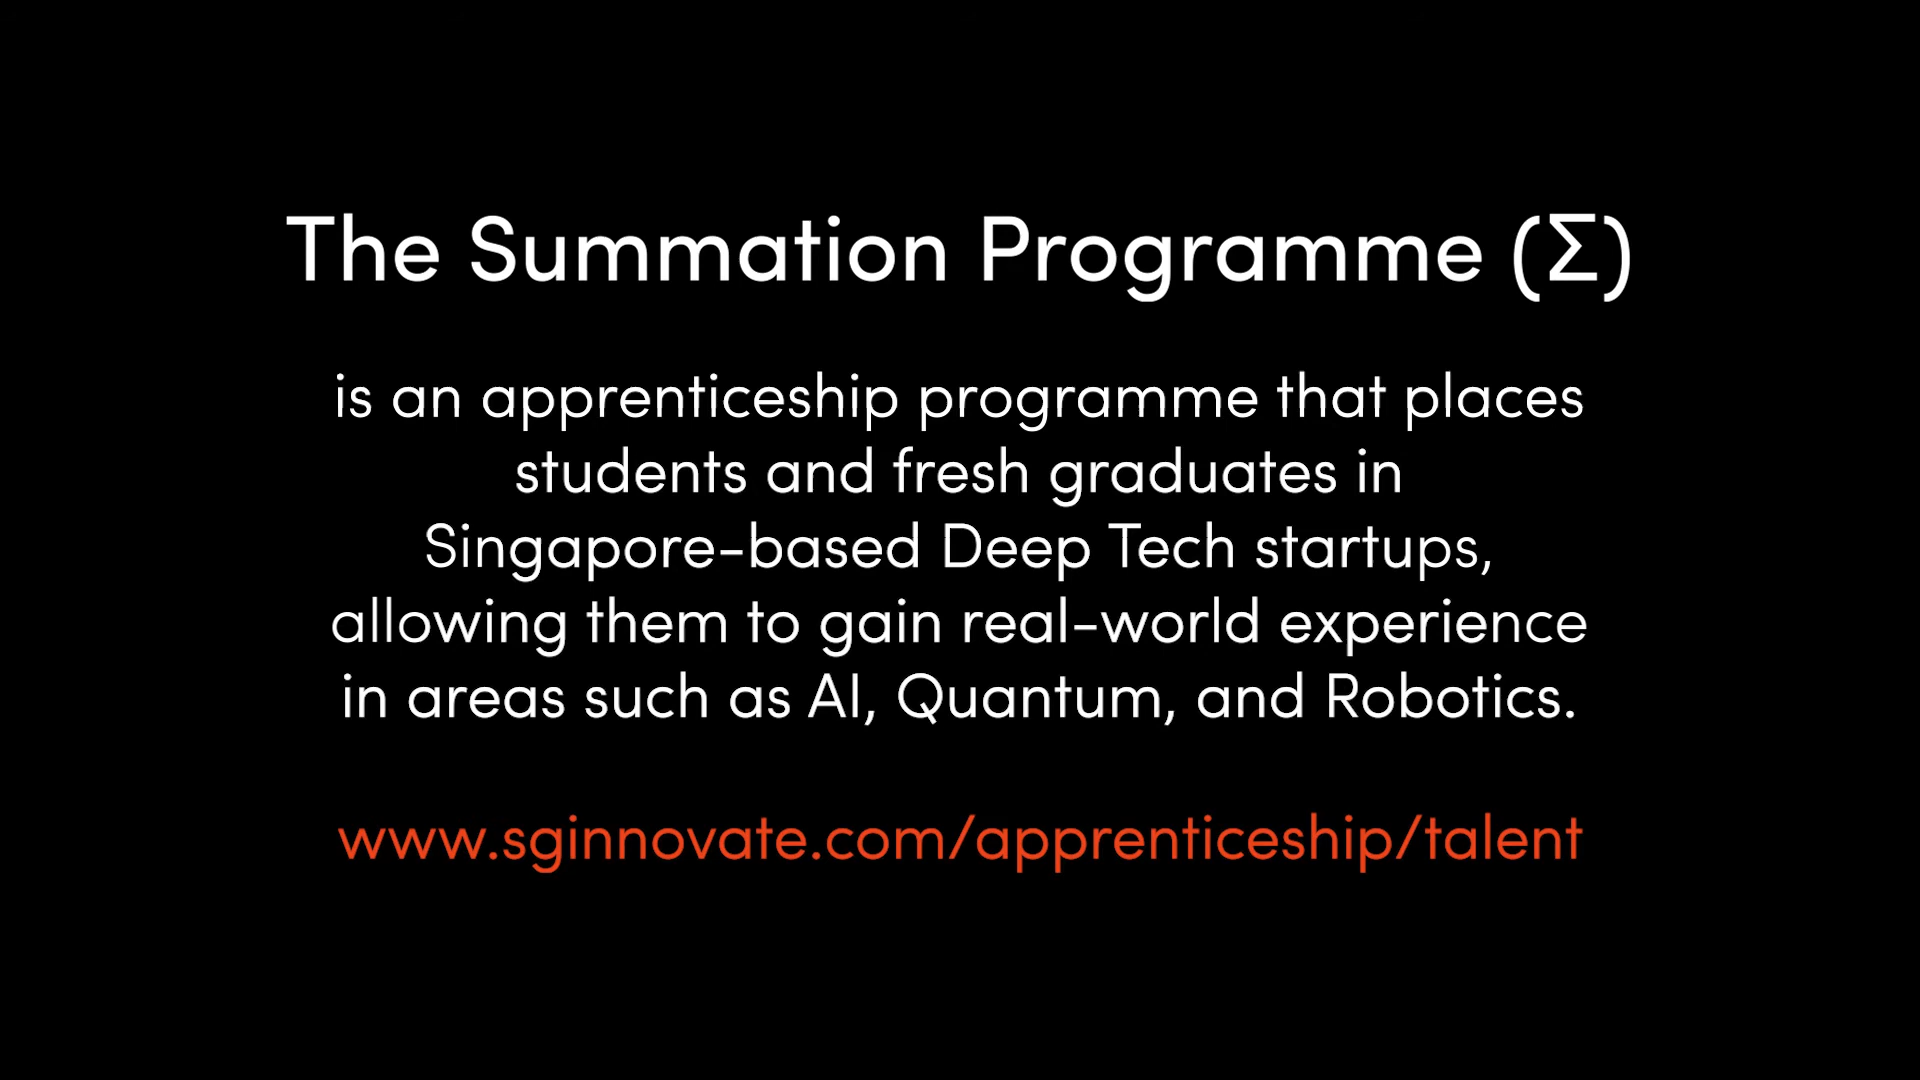 The Summation Programme (Σ)
is an apprenticeship programme that places
students and fresh graduates in
Singapore-based Deep Tech startups,
allowing them to gain real-world experience
in areas such as AI, Quantum, and Robotics.
www.sginnovate.com/apprenticeship/talent